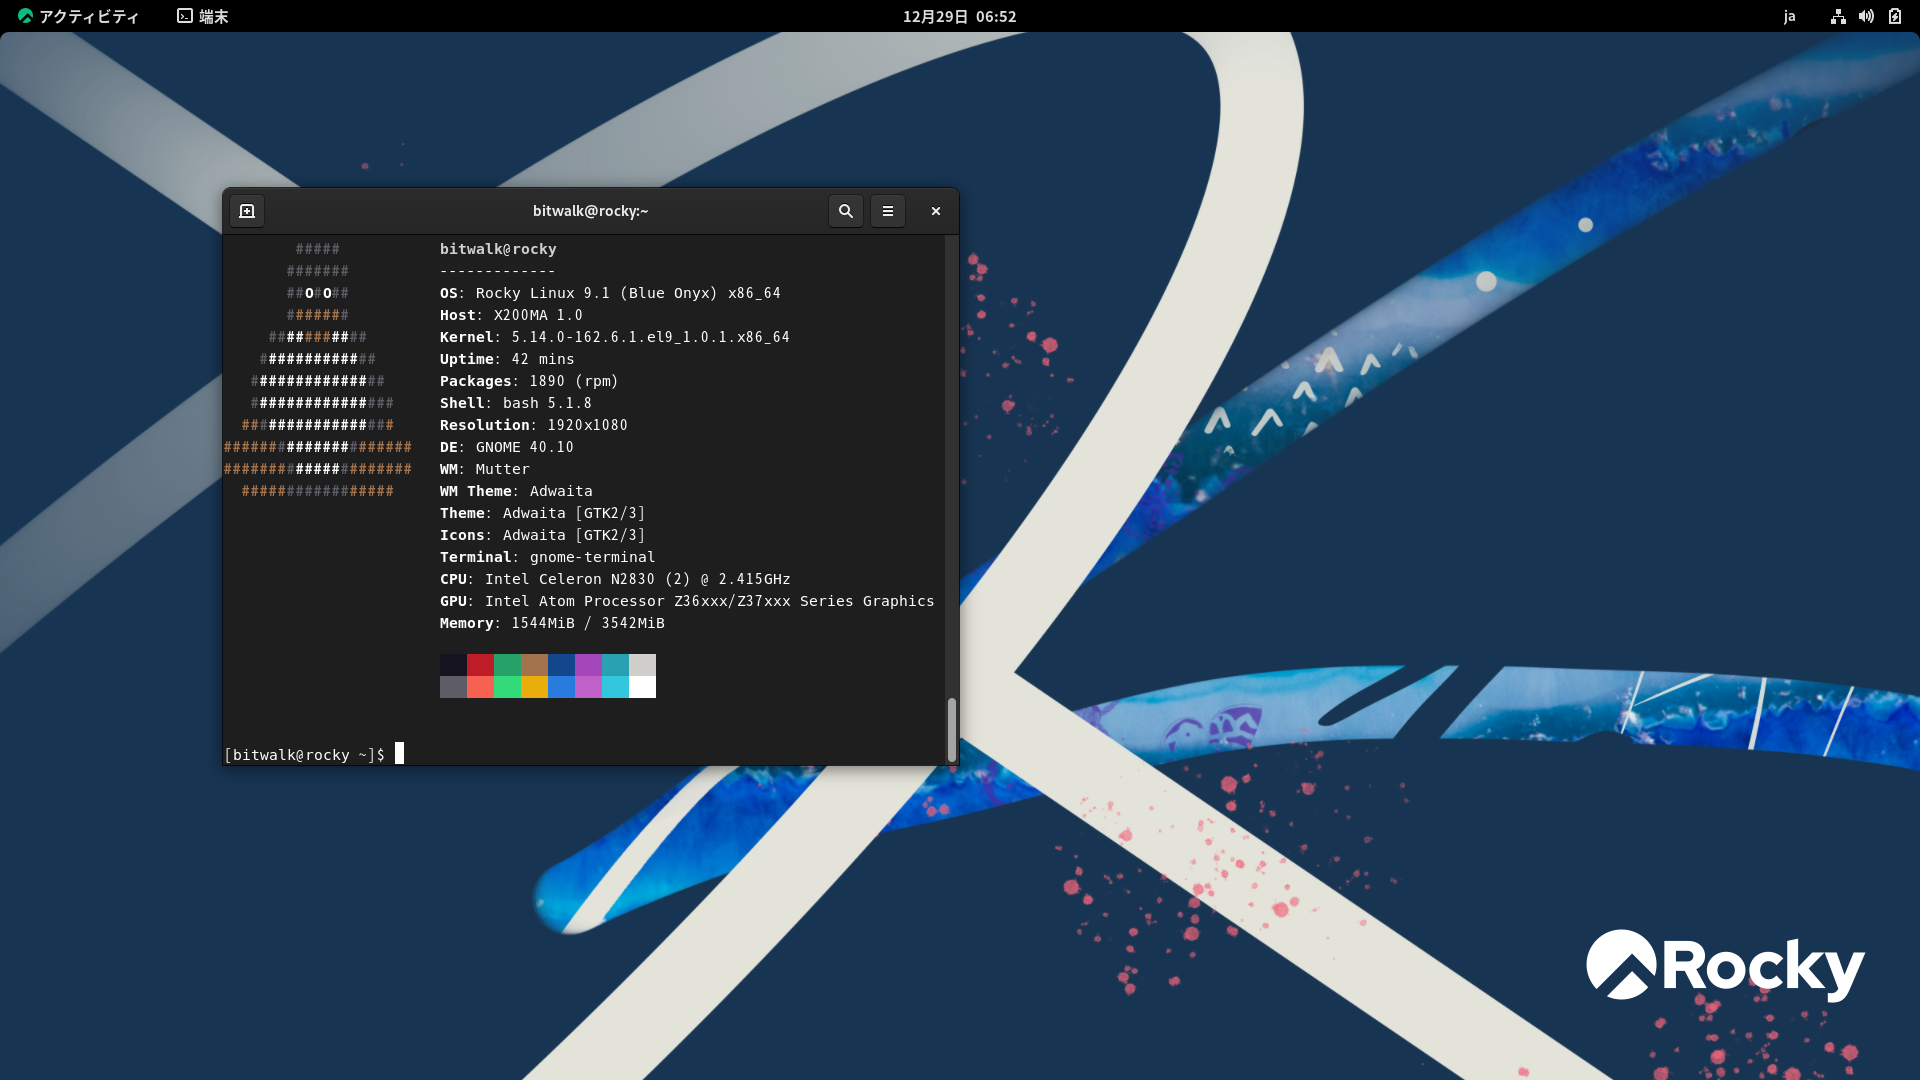 アクティビティ 端末 12月29日 06:52 ja
bitwalk@rocky:~
#####
#######
##O#O##
#######
###########
#############
###############
################
#################
#####################
#####################
#################
bitwalk@rocky
-------------
OS: Rocky Linux 9.1 (Blue Onyx) x86_64
Host: X200MA 1.0
Kernel: 5.14.0-162.6.1.el9_1.0.1.x86_64
Uptime: 42 mins
Packages: 1890 (rpm)
Shell: bash 5.1.8
Resolution: 1920x1080
DE: GNOME 40.10
WM: Mutter
WM Theme: Adwaita
Theme: Adwaita [GTK2/3]
Icons: Adwaita [GTK2/3]
Terminal: gnome-terminal
CPU: Intel Celeron N2830 (2) @ 2.415GHz
GPU: Intel Atom Processor Z36xxx/Z37xxx Series Graphics
Memory: 1544MiB / 3542MiB
[bitwalk@rocky ~]$
Rocky